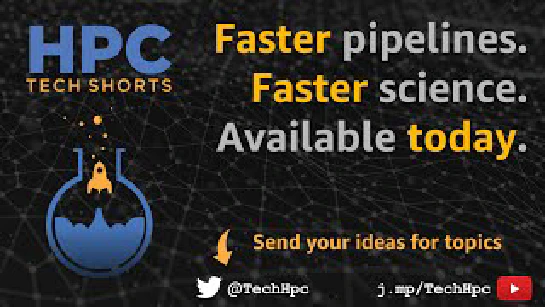 HPC
TECH SHORTS
Faster pipelines.
Faster science.
Available today.
Send your ideas for topics
@TechHpc
j.mp/TechHpc